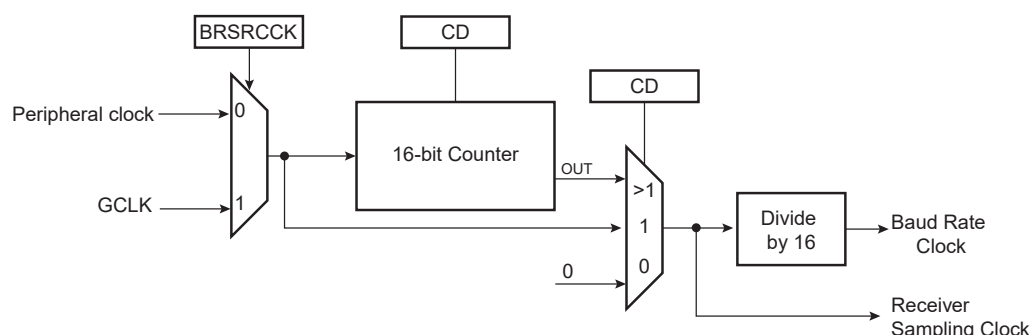 BRSRCCK
CD
CD
Peripheral clock
0
16-bit Counter
OUT
>1
GCLK
1
1
Divide
by 16
Baud Rate
Clock
0
0
Receiver
Sampling Clock